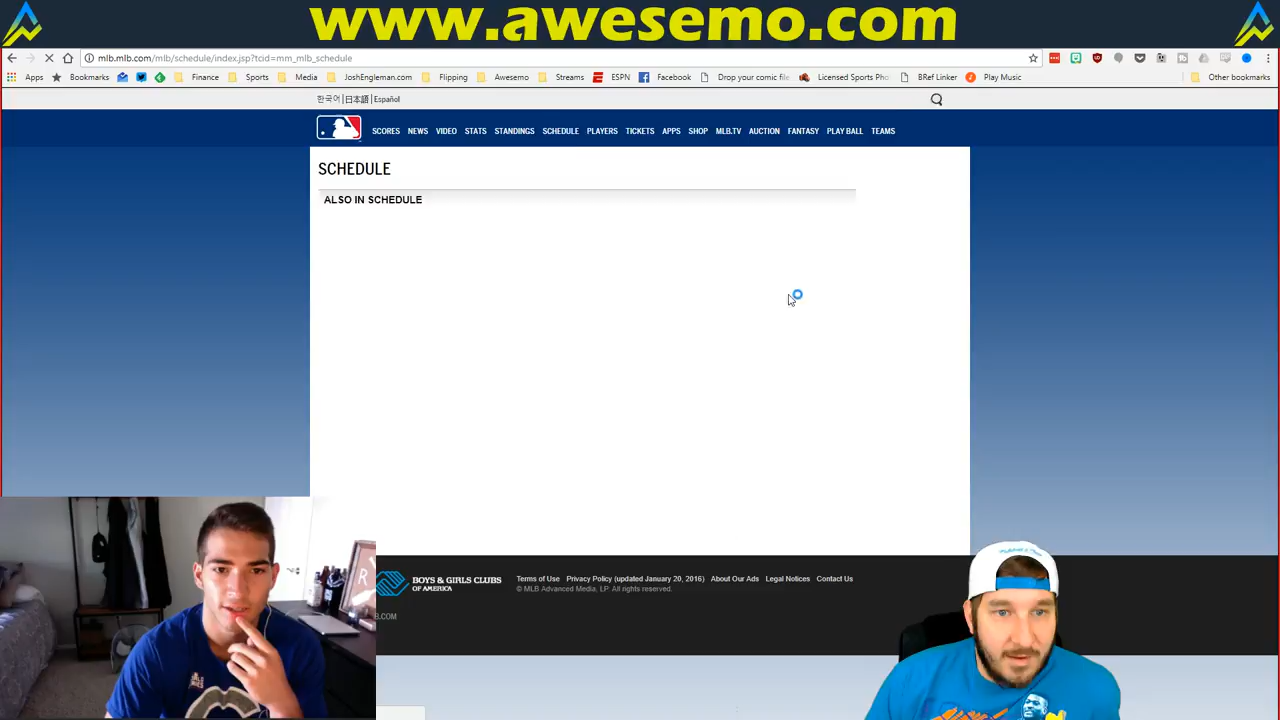 www.awesemo.com
mlb.mlb.com/mlb/schedule/index.jsp?tcid=mm_mlb_schedule
Apps Bookmarks Finance Sports Media JoshEngleman.com Flipping Awesemo Streams ESPN Facebook Drop your comic file Licensed Sports Pho BRef Linker Play Music Other bookmarks
한국어 | 日本語 | Español
SCORES NEWS VIDEO STATS STANDINGS SCHEDULE PLAYERS TICKETS APPS SHOP MLB.TV AUCTION FANTASY PLAY BALL TEAMS
SCHEDULE
ALSO IN SCHEDULE
BOYS & GIRLS CLUBS
OF AMERICA
Terms of Use Privacy Policy (updated January 20, 2016) About Our Ads Legal Notices Contact Us
© MLB Advanced Media, LP. All rights reserved.
B.COM